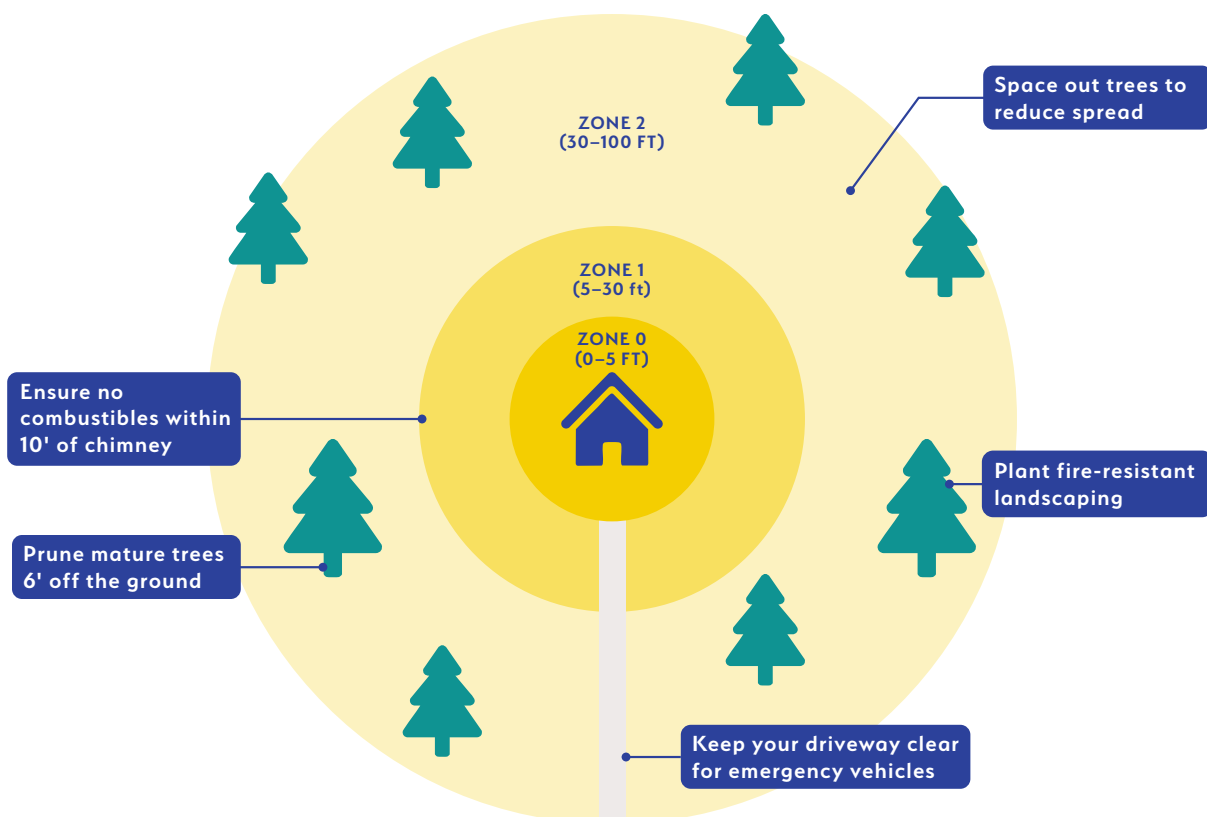 Space out trees to
reduce spread
ZONE 2
(30–100 FT)
ZONE 1
(5–30 ft)
ZONE 0
(0–5 FT)
Ensure no
combustibles within
10' of chimney
Plant fire-resistant
landscaping
Prune mature trees
6' off the ground
Keep your driveway clear
for emergency vehicles